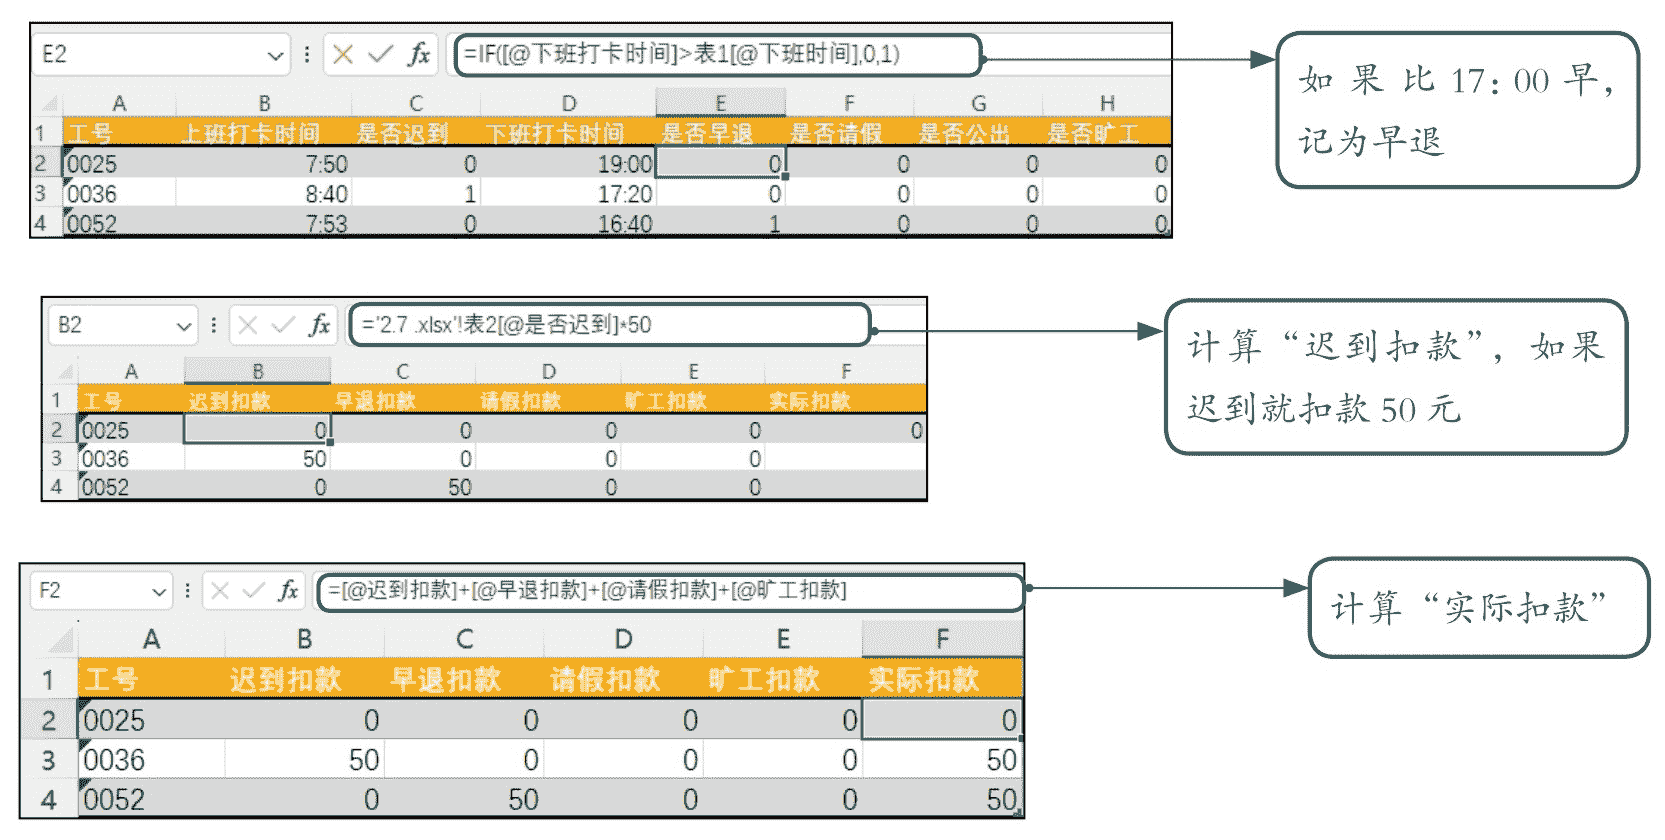 E2 =IF([@下班打卡时间]>表1[@下班时间],0,1)
如果比17：00早，
记为早退
A B C D E F G H
1 工号 上班打卡时间 是否迟到 下班打卡时间 是否早退 是否请假 是否公出 是否旷工
2 0025 7:50 0 19:00 0 0 0 0
3 0036 8:40 1 17:20 0 0 0 0
4 0052 7:53 0 16:40 1 0 0 0
B2 fx ='2.7 .xlsx'!表2[@是否迟到]*50
计算“迟到扣款”，如果
迟到就扣款50元
A B C D E F
1 工号 迟到扣款 早退扣款 请假扣款 旷工扣款 实际扣款
2 0025 0 0 0 0 0
3 0036 50 0 0 0
4 0052 0 50 0 0
F2 fx =[@迟到扣款]+[@早退扣款]+[@请假扣款]+[@旷工扣款]
计算“实际扣款”
A B C D E F
1 工号 迟到扣款 早退扣款 请假扣款 旷工扣款 实际扣款
2 0025 0 0 0 0 0
3 0036 50 0 0 0 50
4 0052 0 50 0 0 50